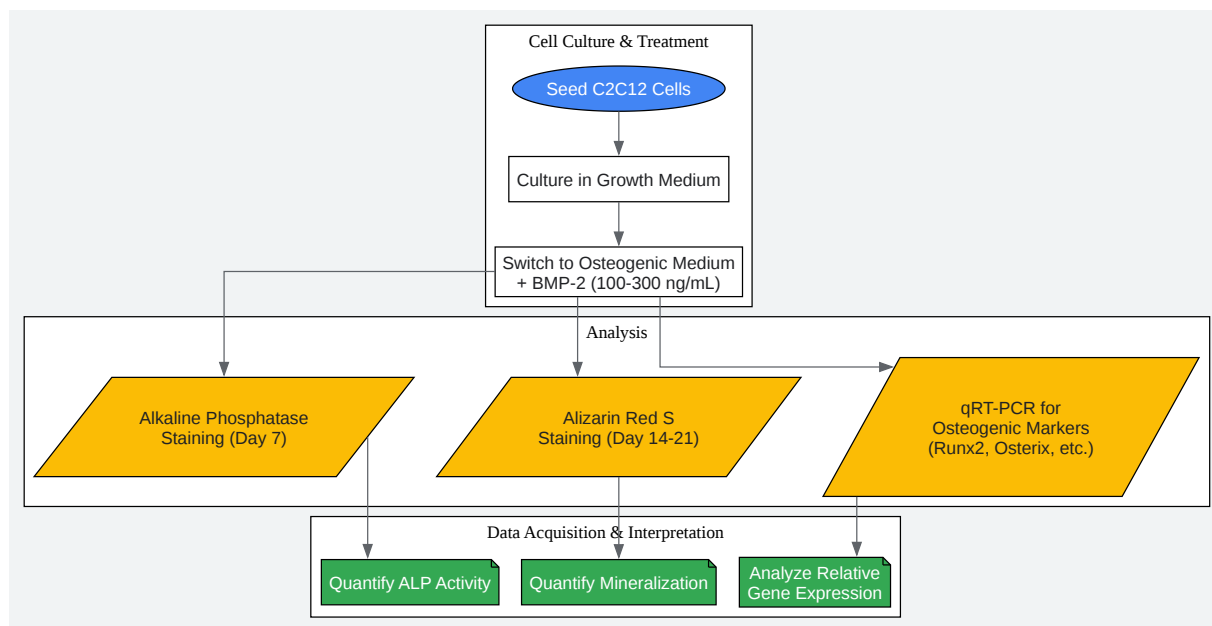 Cell Culture & Treatment
Seed C2C12 Cells
Culture in Growth Medium
Switch to Osteogenic Medium
+ BMP-2 (100-300 ng/mL)
Analysis
Alkaline Phosphatase
Staining (Day 7)
Alizarin Red S
Staining (Day 14-21)
qRT-PCR for
Osteogenic Markers
(Runx2, Osterix, etc.)
Data Acquisition & Interpretation
Quantify ALP Activity
Quantify Mineralization
Analyze Relative
Gene Expression